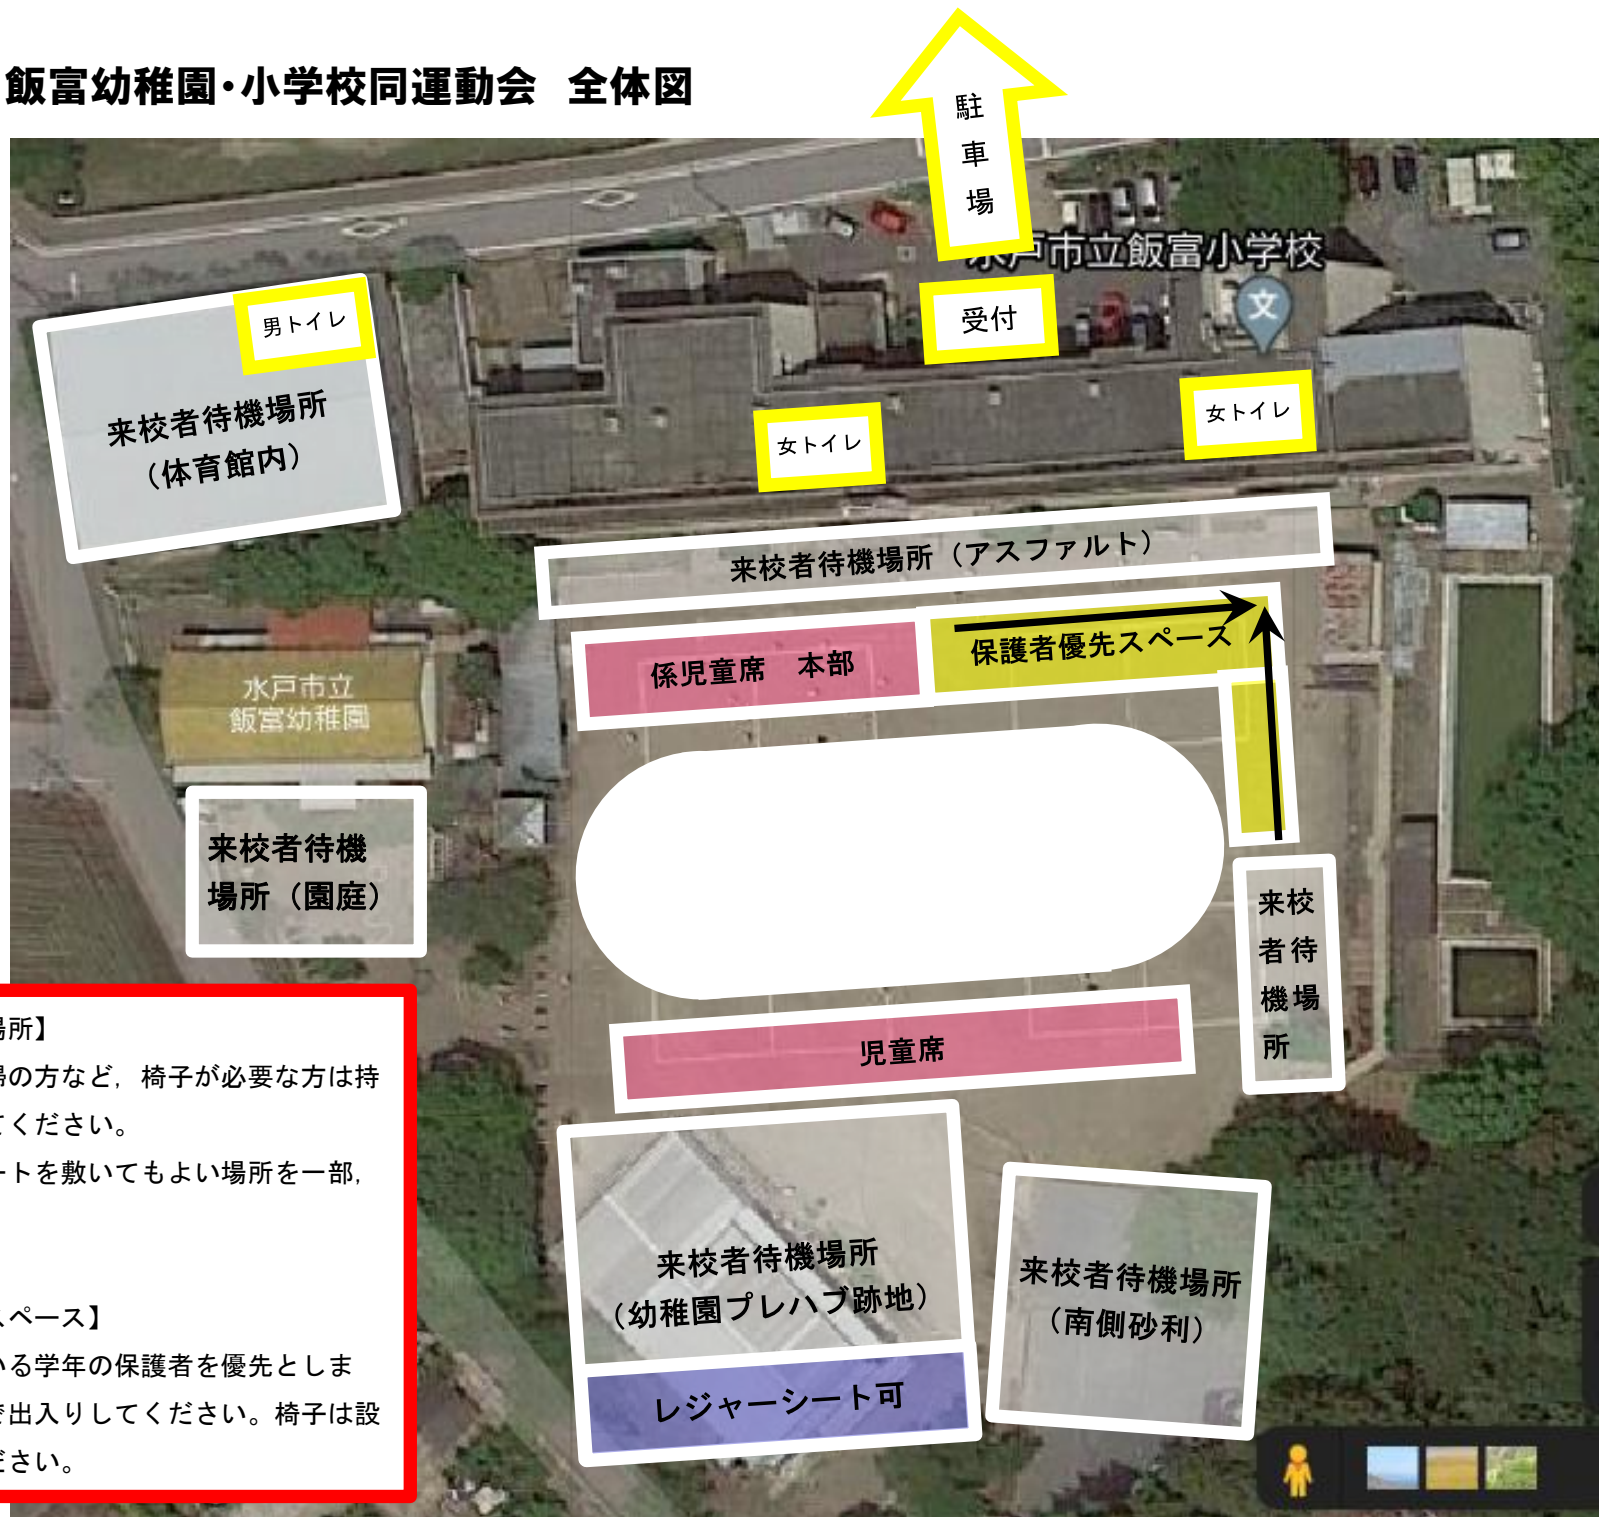 飯富幼稚園・小学校同運動会　全体図
駐
車
場
水戸市立飯富小学校
文
受付
男トイレ
来校者待機場所
（体育館内）
女トイレ
女トイレ
来校者待機場所（アスファルト）
係児童席　本部
保護者優先スペース
水戸市立
飯富幼稚園
来校者待機
場所（園庭）
来校
者待
機場
所
児童席
場所】
の方など，椅子が必要な方は持
てください。
ートを敷いてもよい場所を一部，
スペース】
いる学年の保護者を優先としま
で出入りしてください。椅子は設
ださい。
来校者待機場所
（幼稚園プレハブ跡地）
レジャーシート可
来校者待機場所
（南側砂利）